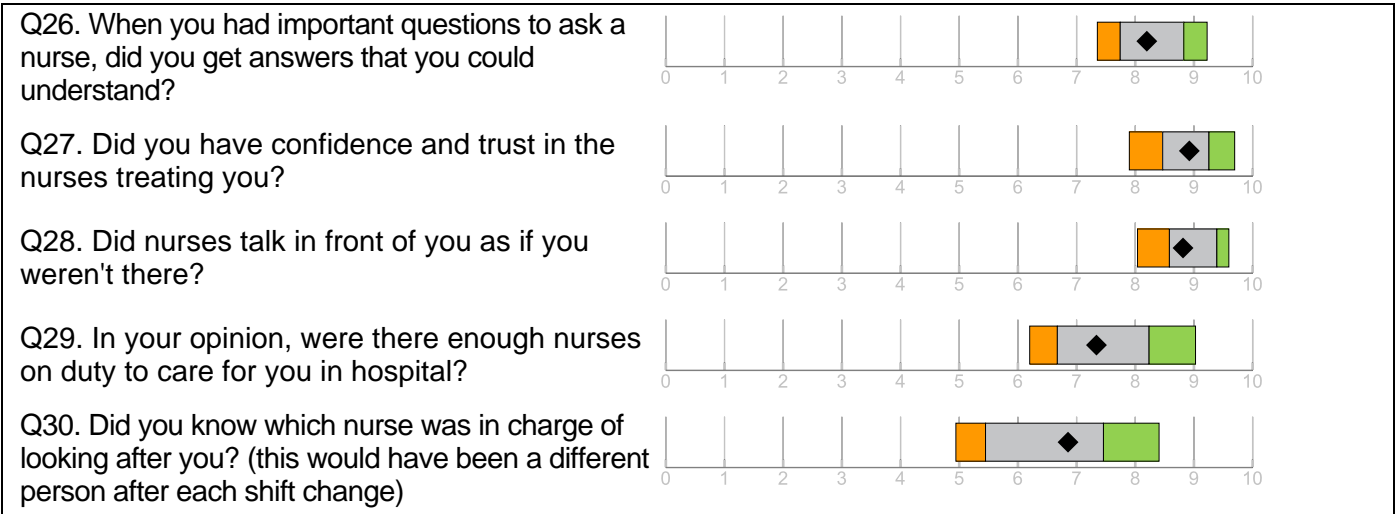 Q26. When you had important questions to ask a
nurse, did you get answers that you could
understand?
0 1 2 3 4 5 6 7 8 9 10
Q27. Did you have confidence and trust in the
nurses treating you?
0 1 2 3 4 5 6 7 8 9 10
Q28. Did nurses talk in front of you as if you
weren't there?
0 1 2 3 4 5 6 7 8 9 10
Q29. In your opinion, were there enough nurses
on duty to care for you in hospital?
0 1 2 3 4 5 6 7 8 9 10
Q30. Did you know which nurse was in charge of
looking after you? (this would have been a different
person after each shift change)
0 1 2 3 4 5 6 7 8 9 10